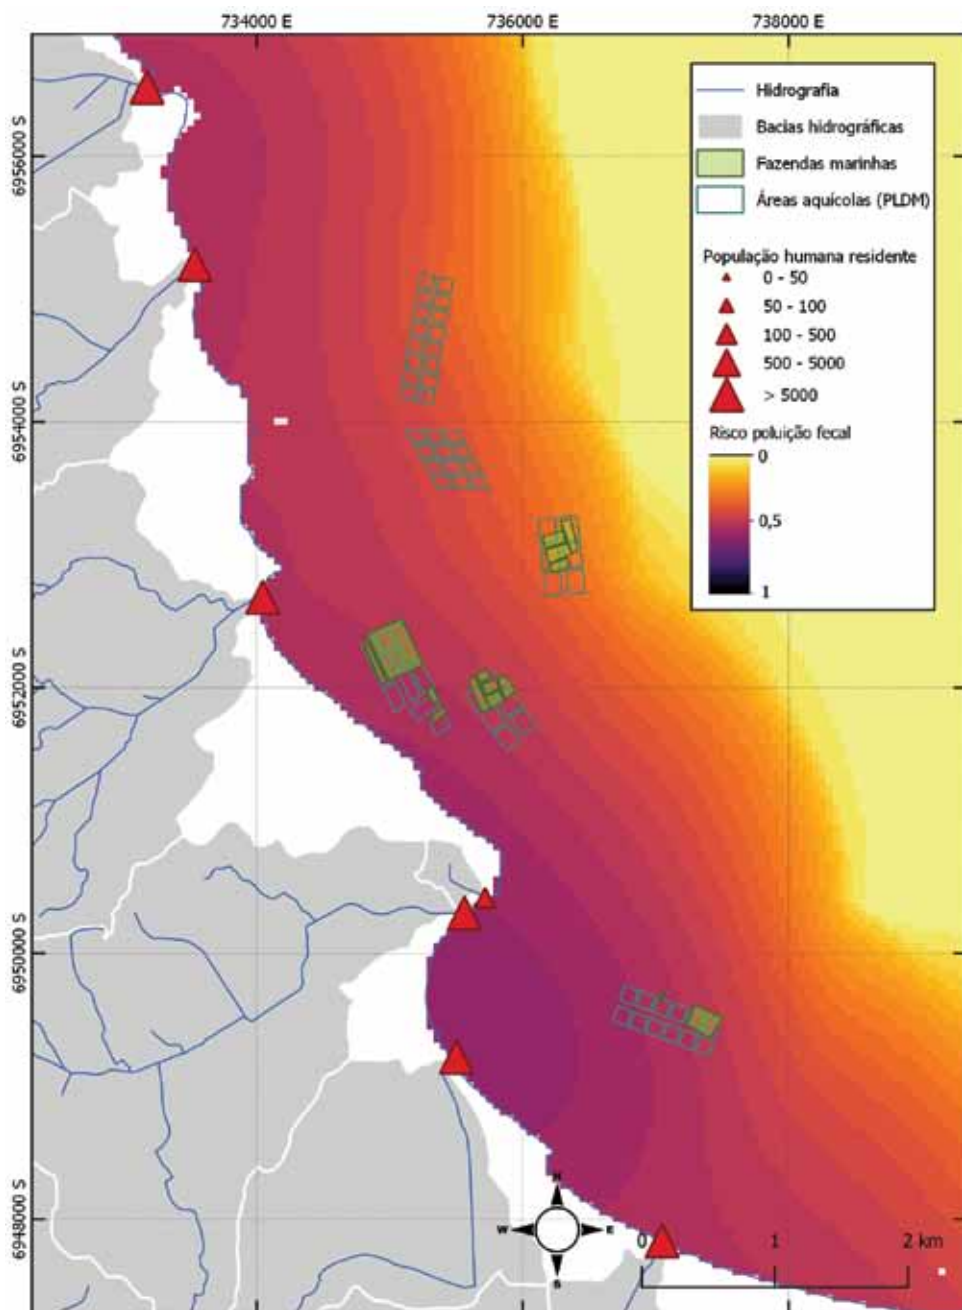 734000 E 736000 E 738000 E
6956000 S
6954000 S
6952000 S
6950000 S
6948000 S
Hidrografia
Bacias hidrográficas
Fazendas marinhas
Áreas aquícolas (PLDM)
População humana residente
0 - 50
50 - 100
100 - 500
500 - 5000
> 5000
Risco poluição fecal
0
0,5
1
N
W E
S
0 1 2 km